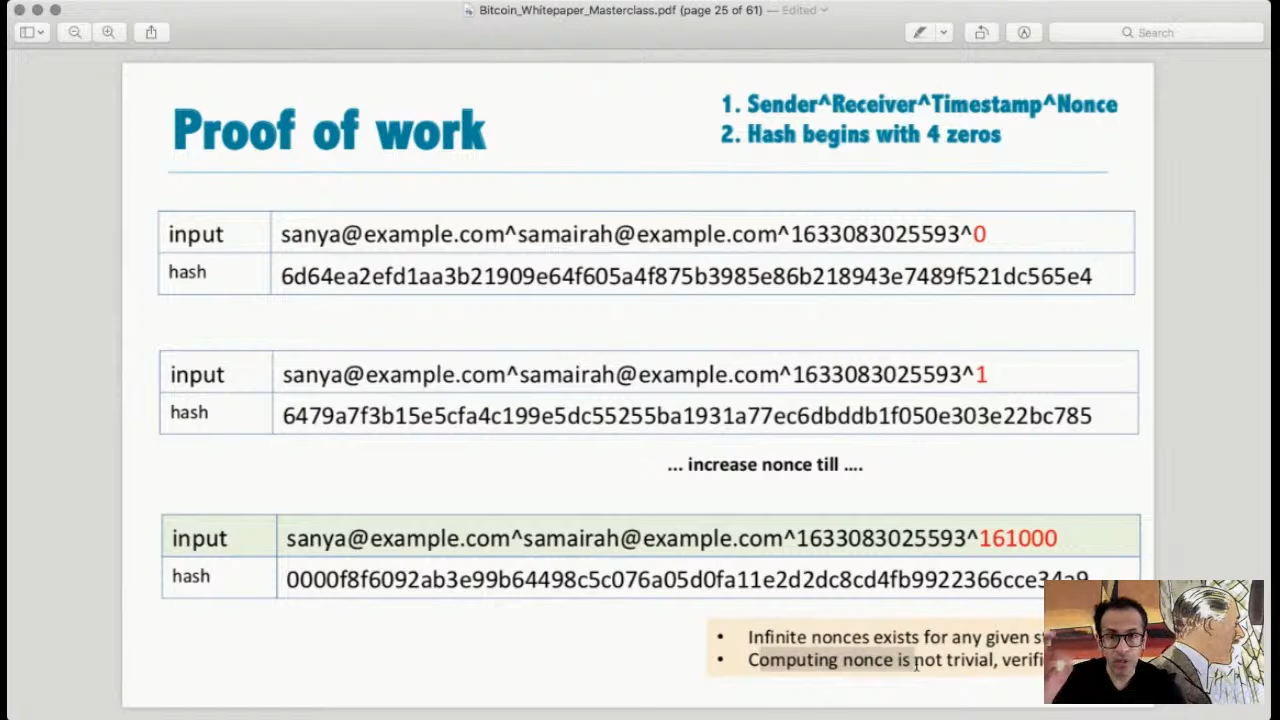 Bitcoin_Whitepaper_Masterclass.pdf (page 25 of 61) — Edited
Search
Proof of work
1. Sender^Receiver^Timestamp^Nonce
2. Hash begins with 4 zeros
input sanya@example.com^samairah@example.com^1633083025593^0
hash 6d64ea2efd1aa3b21909e64f605a4f875b3985e86b218943e7489f521dc565e4
input sanya@example.com^samairah@example.com^1633083025593^1
hash 6479a7f3b15e5cfa4c199e5dc55255ba1931a77ec6dbddb1f050e303e22bc785
... increase nonce till ....
input sanya@example.com^samairah@example.com^1633083025593^161000
hash 0000f8f6092ab3e99b64498c5c076a05d0fa11e2d2dc8cd4fb9922366cce34a9
• Infinite nonces exists for any given
• Computing nonce is not trivial,